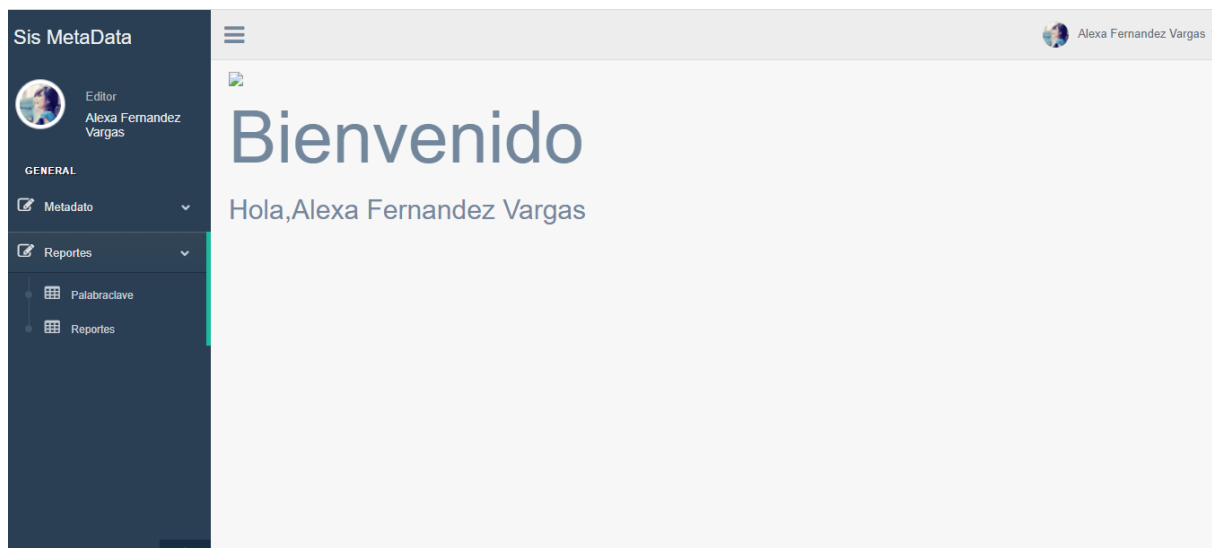 Sis MetaData
Alexa Fernandez Vargas
Editor
Alexa Fernandez
Vargas
GENERAL
Metadato
Reportes
Palabraclave
Reportes
Bienvenido
Hola,Alexa Fernandez Vargas